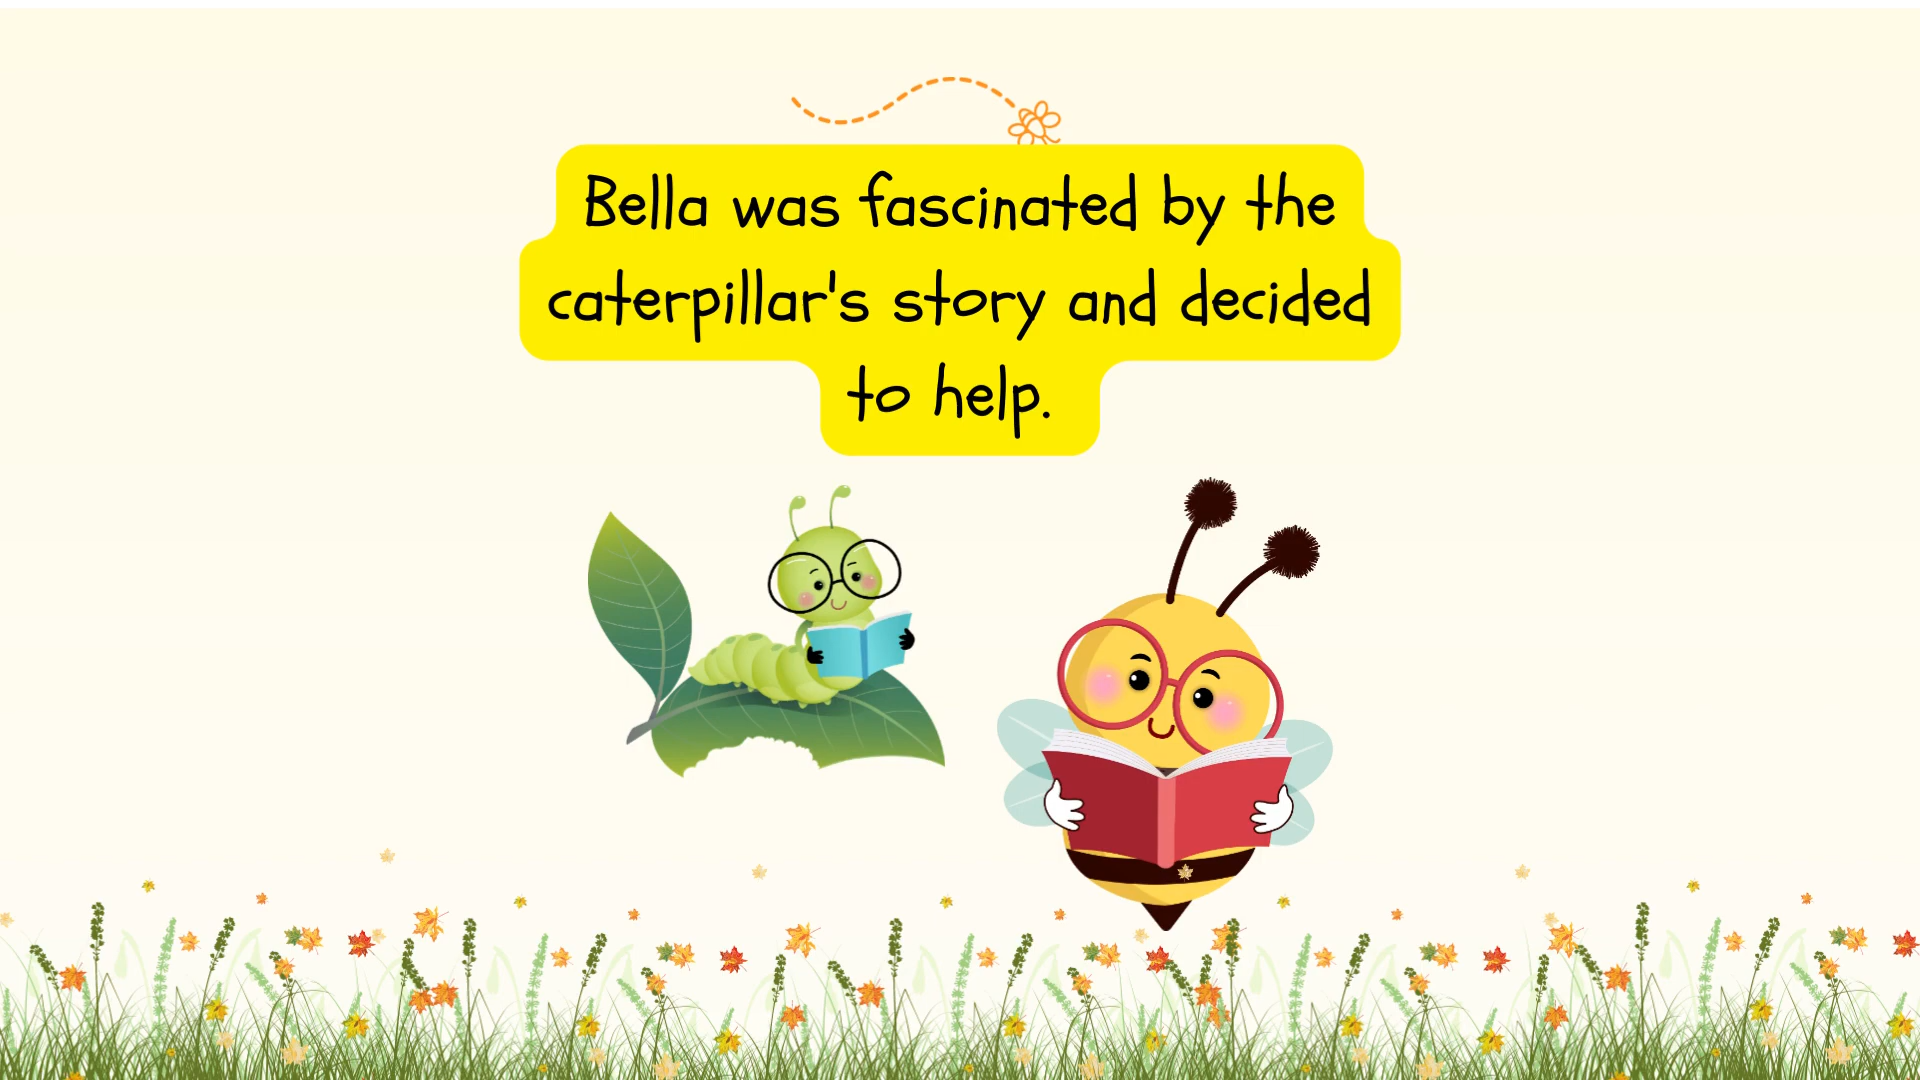 Bella was fascinated by the
caterpillar's story and decided
to help.